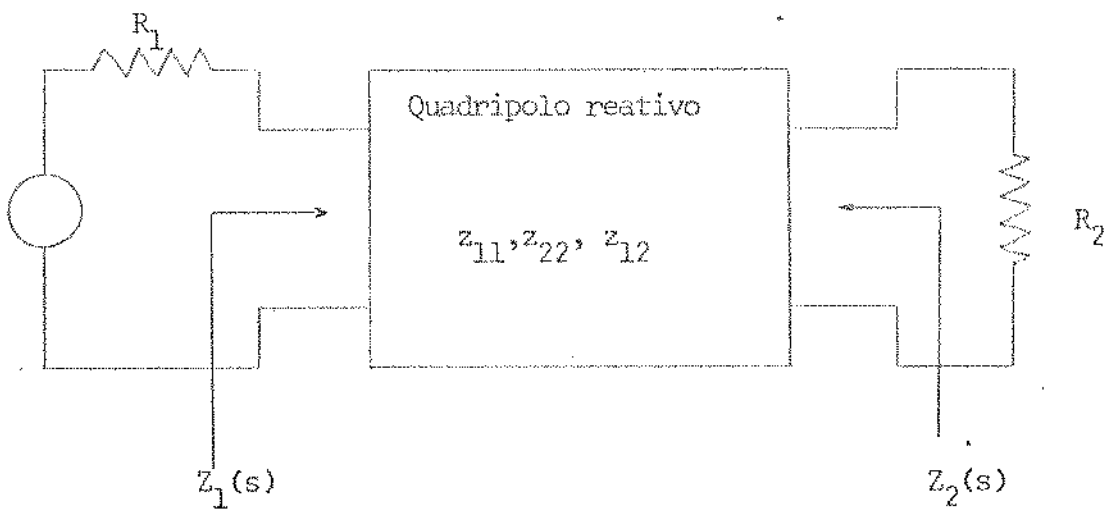 R1
Quadripolo reativo
z11,z22, z12
R2
Z1(s)
Z2(s)